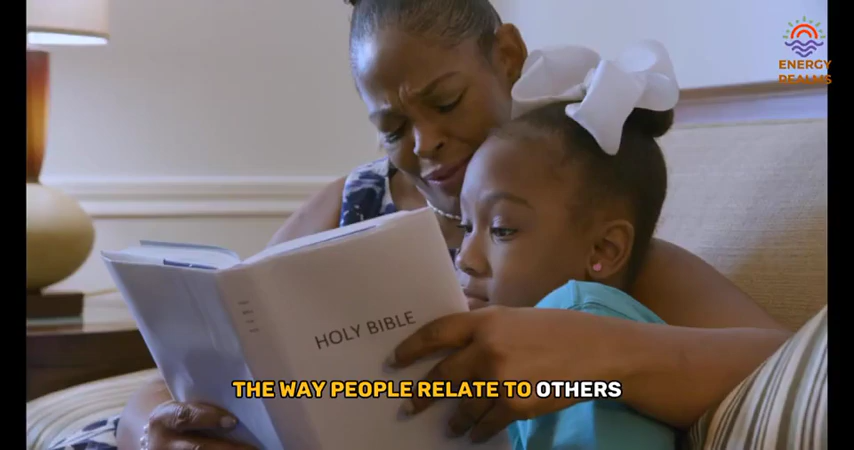 ENERGY
REALMS
HOLY BIBLE
THE WAY PEOPLE RELATE TO OTHERS